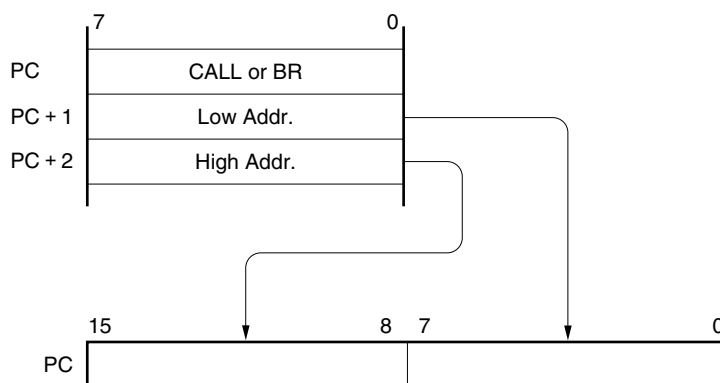 7 0
PC CALL or BR
PC + 1 Low Addr.
PC + 2 High Addr.
15 8 7 0
PC